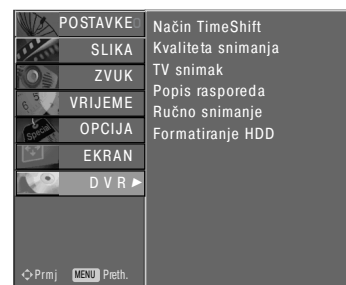 POSTAVKE
SLIKA
ZVUK
VRIJEME
OPCIJA
EKRAN
DVR
Način TimeShift
Kvaliteta snimanja
TV snimak
Popis rasporeda
Ručno snimanje
Formatiranje HDD
Prmj MENU Preth.